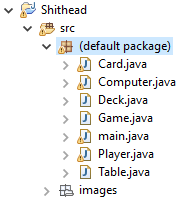 Shithead
src
(default package)
Card.java
Computer.java
Deck.java
Game.java
main.java
Player.java
Table.java
images